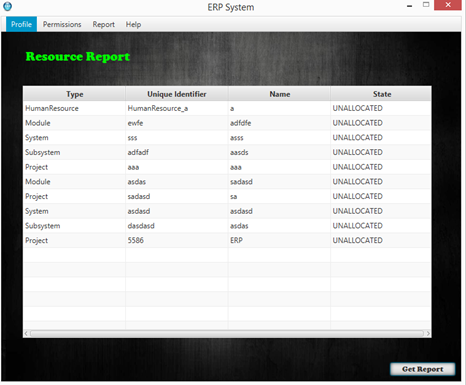 ERP System
Profile Permissions Report Help
Resource Report
Type Unique Identifier Name State
HumanResource HumanResource_a a UNALLOCATED
Module ewfe adfdfe UNALLOCATED
System sss asss UNALLOCATED
Subsystem adfadf aasds UNALLOCATED
Project aaa aaa UNALLOCATED
Module asdas sadasd UNALLOCATED
Project sadasd sa UNALLOCATED
System asdasd asdasd UNALLOCATED
Subsystem dasdasd asdas UNALLOCATED
Project 5586 ERP UNALLOCATED
Get Report